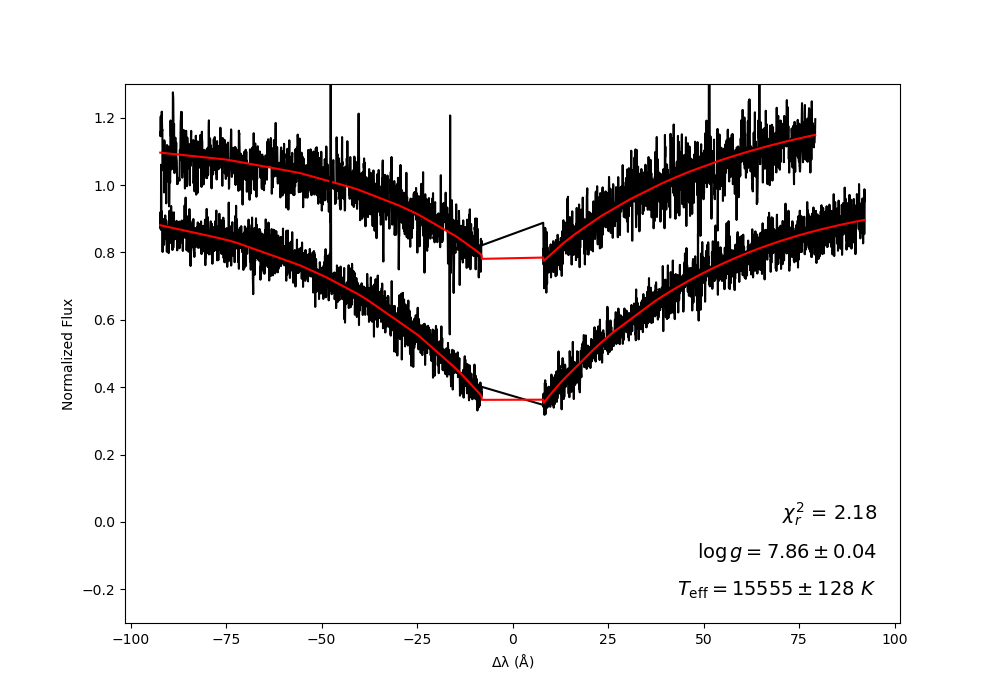 1.2
1.0
0.8
0.6
0.4
0.2
0.0
−0.2
Normalized Flux
χ²ᵣ = 2.18
log g = 7.86 ± 0.04
T_eff = 15555 ± 128 K
−100 −75 −50 −25 0 25 50 75 100
Δλ (Å)